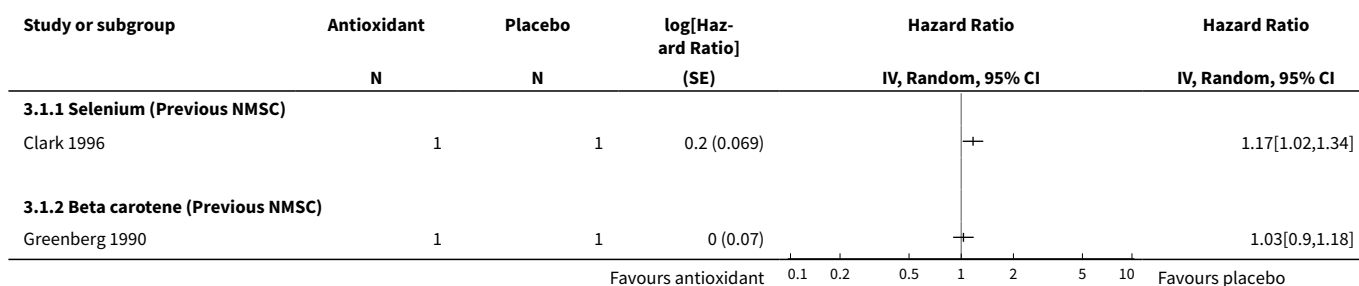 Study or subgroup Antioxidant Placebo log[Haz- Hazard Ratio Hazard Ratio
ard Ratio]
N N (SE) IV, Random, 95% CI IV, Random, 95% CI
3.1.1 Selenium (Previous NMSC)
Clark 1996 1 1 0.2 (0.069) 1.17[1.02,1.34]
3.1.2 Beta carotene (Previous NMSC)
Greenberg 1990 1 1 0 (0.07) 1.03[0.9,1.18]
Favours antioxidant 0.1 0.2 0.5 1 2 5 10 Favours placebo